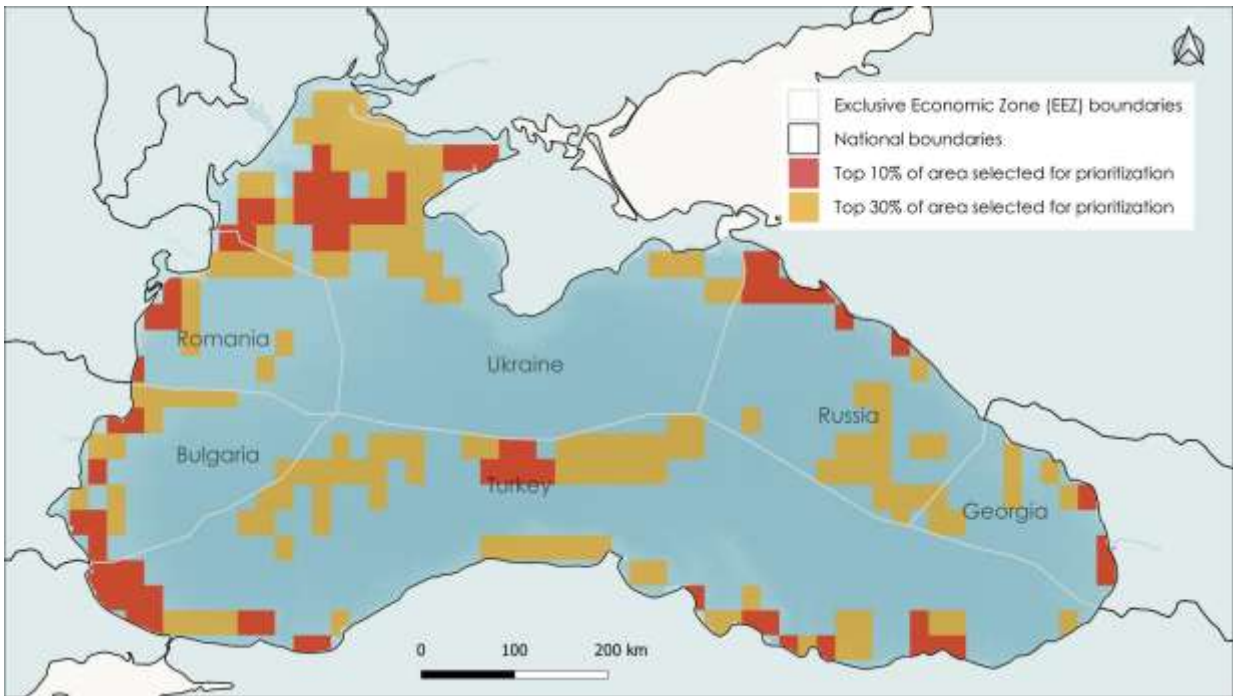 Exclusive Economic Zone (EEZ) boundaries
National boundaries
Top 10% of area selected for prioritization
Top 30% of area selected for prioritization
Romania
Ukraine
Russia
Bulgaria
Turkey
Georgia
0 100 200 km